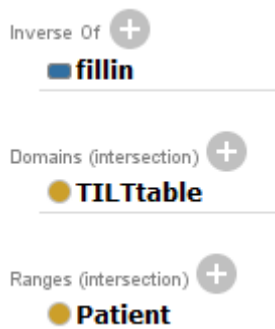 Inverse Of
fillin
Domains (intersection)
TILTtable
Ranges (intersection)
Patient